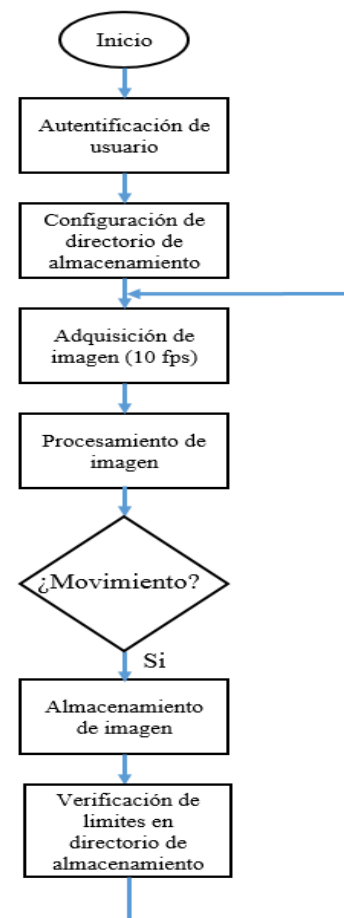 Inicio
Autentificación de
usuario
Configuración de
directorio de
almacenamiento
Adquisición de
imagen (10 fps)
Procesamiento de
imagen
¿Movimiento?
Si
Almacenamiento
de imagen
Verificación de
limites en
directorio de
almacenamiento